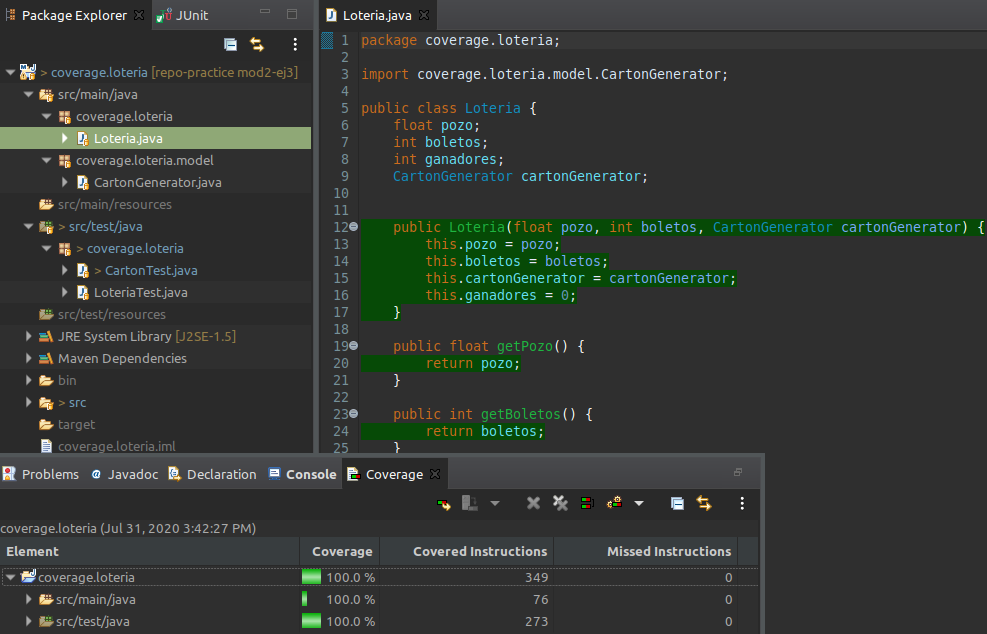 Package Explorer
JUnit
> coverage.loteria [repo-practice mod2-ej3]
src/main/java
coverage.loteria
Loteria.java
coverage.loteria.model
CartonGenerator.java
src/main/resources
> src/test/java
> coverage.loteria
> CartonTest.java
LoteriaTest.java
src/test/resources
JRE System Library [J2SE-1.5]
Maven Dependencies
bin
> src
target
coverage.loteria.iml
Loteria.java
1 package coverage.loteria;
2
3 import coverage.loteria.model.CartonGenerator;
4
5 public class Loteria {
6     float pozo;
7     int boletos;
8     int ganadores;
9     CartonGenerator cartonGenerator;
10
11
12     public Loteria(float pozo, int boletos, CartonGenerator cartonGenerator) {
13         this.pozo = pozo;
14         this.boletos = boletos;
15         this.cartonGenerator = cartonGenerator;
16         this.ganadores = 0;
17     }
18
19     public float getPozo() {
20         return pozo;
21     }
22
23     public int getBoletos() {
24         return boletos;
25     }
Problems @ Javadoc Declaration Console Coverage
coverage.loteria (Jul 31, 2020 3:42:27 PM)
Element Coverage Covered Instructions Missed Instructions
coverage.loteria 100.0 % 349 0
src/main/java 100.0 % 76 0
src/test/java 100.0 % 273 0